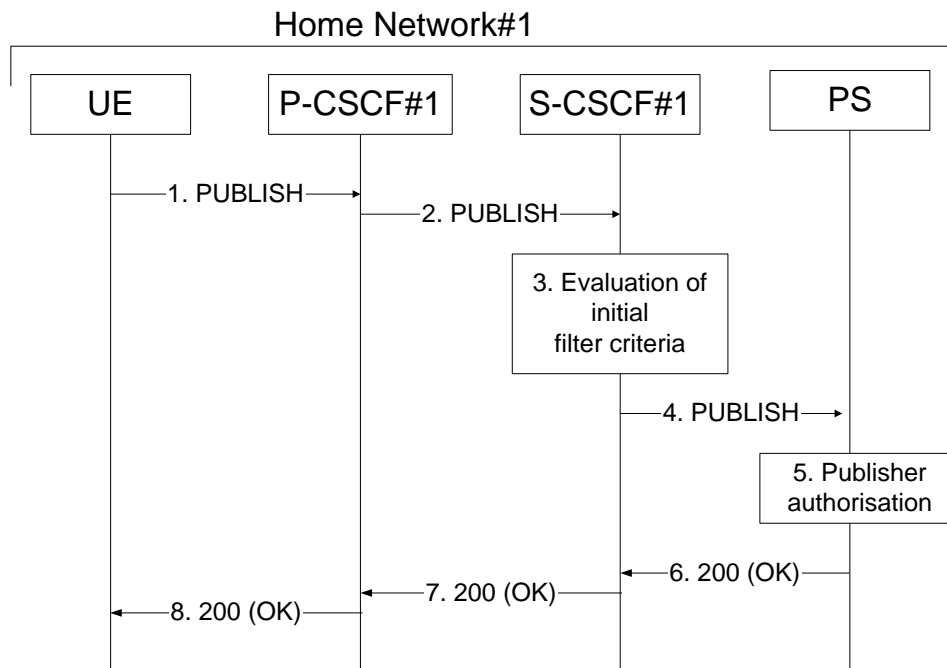 Home Network#1
UE
P-CSCF#1
S-CSCF#1
PS
1. PUBLISH
2. PUBLISH
3. Evaluation of
initial
filter criteria
4. PUBLISH
5. Publisher
authorisation
6. 200 (OK)
7. 200 (OK)
8. 200 (OK)